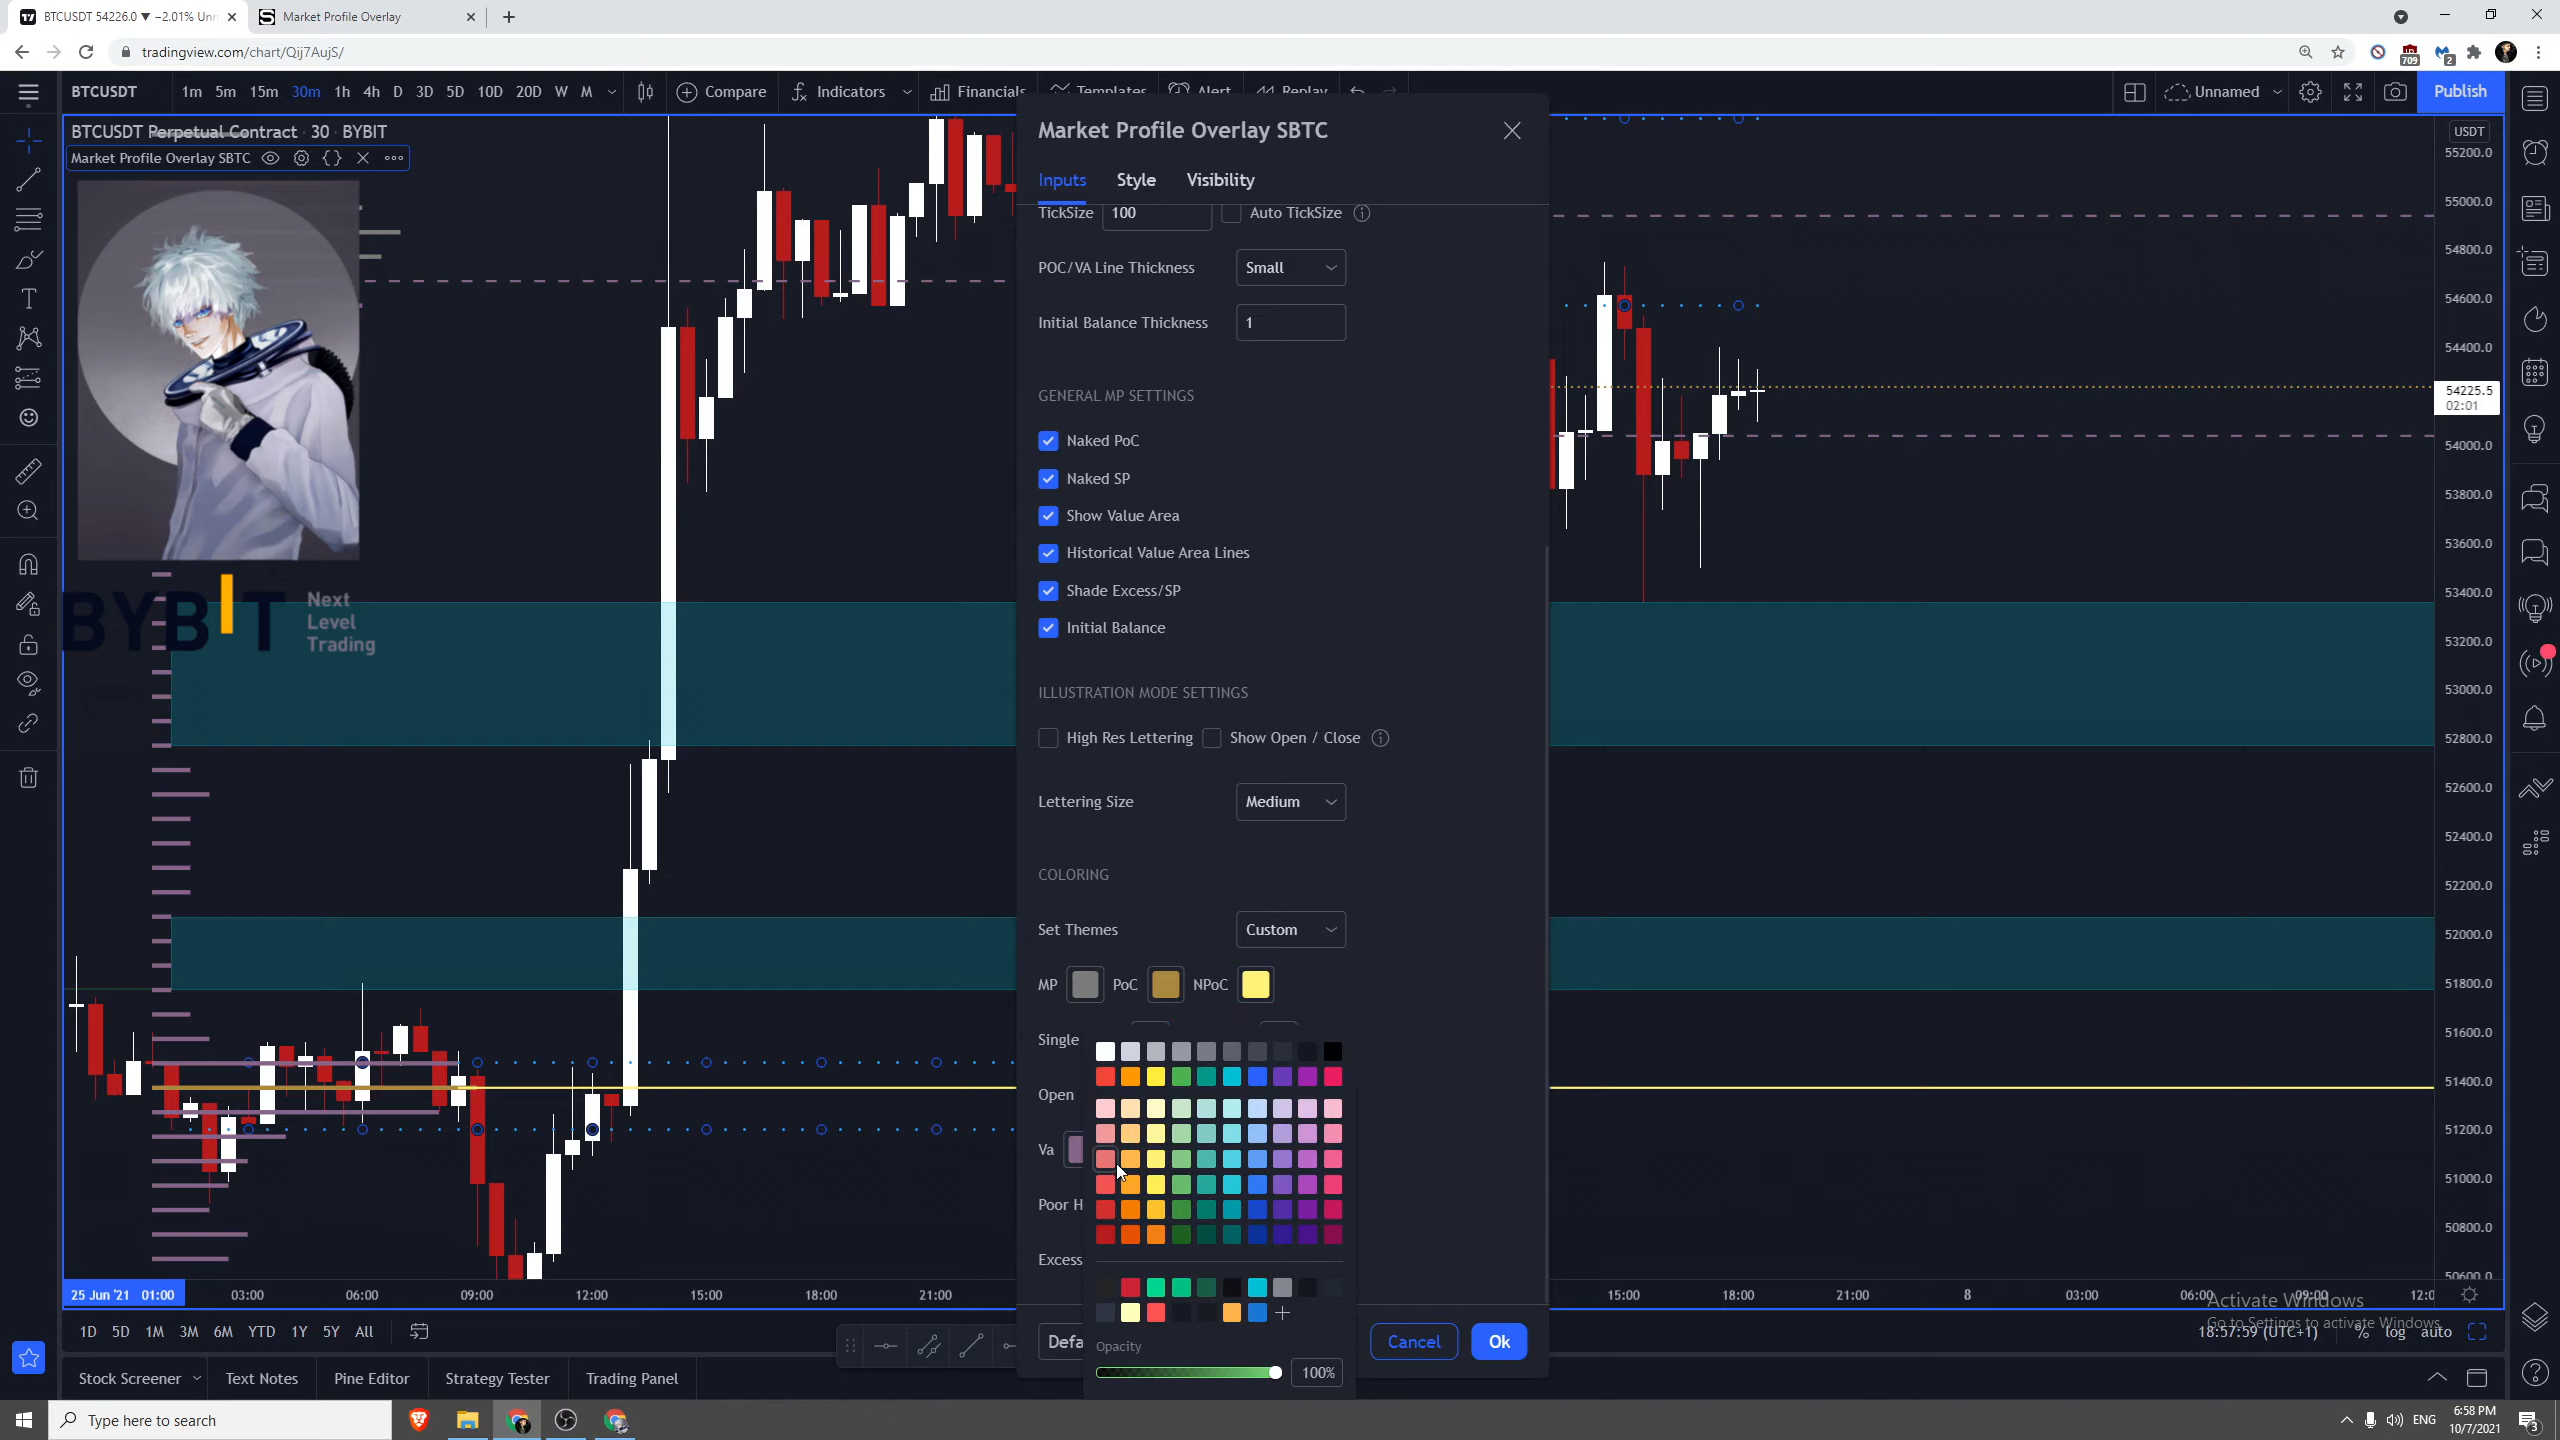 BTCUSDT 54226.0 ▼ −2.01% Unn
Market Profile Overlay
tradingview.com/chart/Qij7AujS/
709
2
BTCUSDT
1m 5m 15m 30m 1h 4h D 3D 5D 10D 20D W M
Compare
Indicators
Financials
Templates
Alert
Replay
Unnamed
Publish
BTCUSDT Perpetual Contract · 30 · BYBIT
Market Profile Overlay SBTC
BYBIT
Next
Level
Trading
Market Profile Overlay SBTC
Inputs Style Visibility
TickSize 100 Auto TickSize
POC/VA Line Thickness Small
Initial Balance Thickness 1
GENERAL MP SETTINGS
Naked PoC
Naked SP
Show Value Area
Historical Value Area Lines
Shade Excess/SP
Initial Balance
ILLUSTRATION MODE SETTINGS
High Res Lettering Show Open / Close
Lettering Size Medium
COLORING
Set Themes Custom
MP PoC NPoC
Single
Open
Va
Poor H
Excess
Opacity
100%
Defa
Cancel Ok
USDT
55200.0
55000.0
54800.0
54600.0
54400.0
54225.5
02:01
54000.0
53800.0
53600.0
53400.0
53200.0
53000.0
52800.0
52600.0
52400.0
52200.0
52000.0
51800.0
51600.0
51400.0
51200.0
51000.0
50800.0
50600.0
25 Jun '21 01:00 03:00 06:00 09:00 12:00 15:00 18:00 21:00 15:00 18:00 21:00 8 03:00 06:00 09:00 12:0
Activate Windows
Go to Settings to activate Windows.
1D 5D 1M 3M 6M YTD 1Y 5Y All
18:57:59 (UTC+1) % log auto
Stock Screener Text Notes Pine Editor Strategy Tester Trading Panel
Type here to search
ENG
6:58 PM
10/7/2021
3